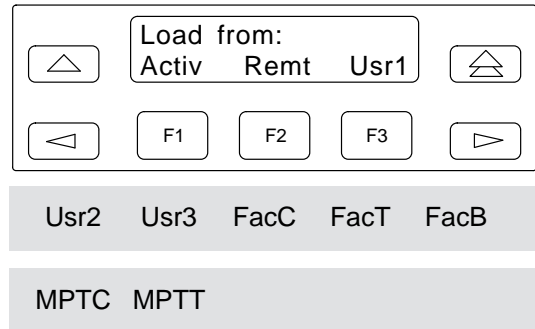 Load from:
Activ Remt Usr1
F1 F2 F3
Usr2 Usr3 FacC FacT FacB
MPTC MPTT